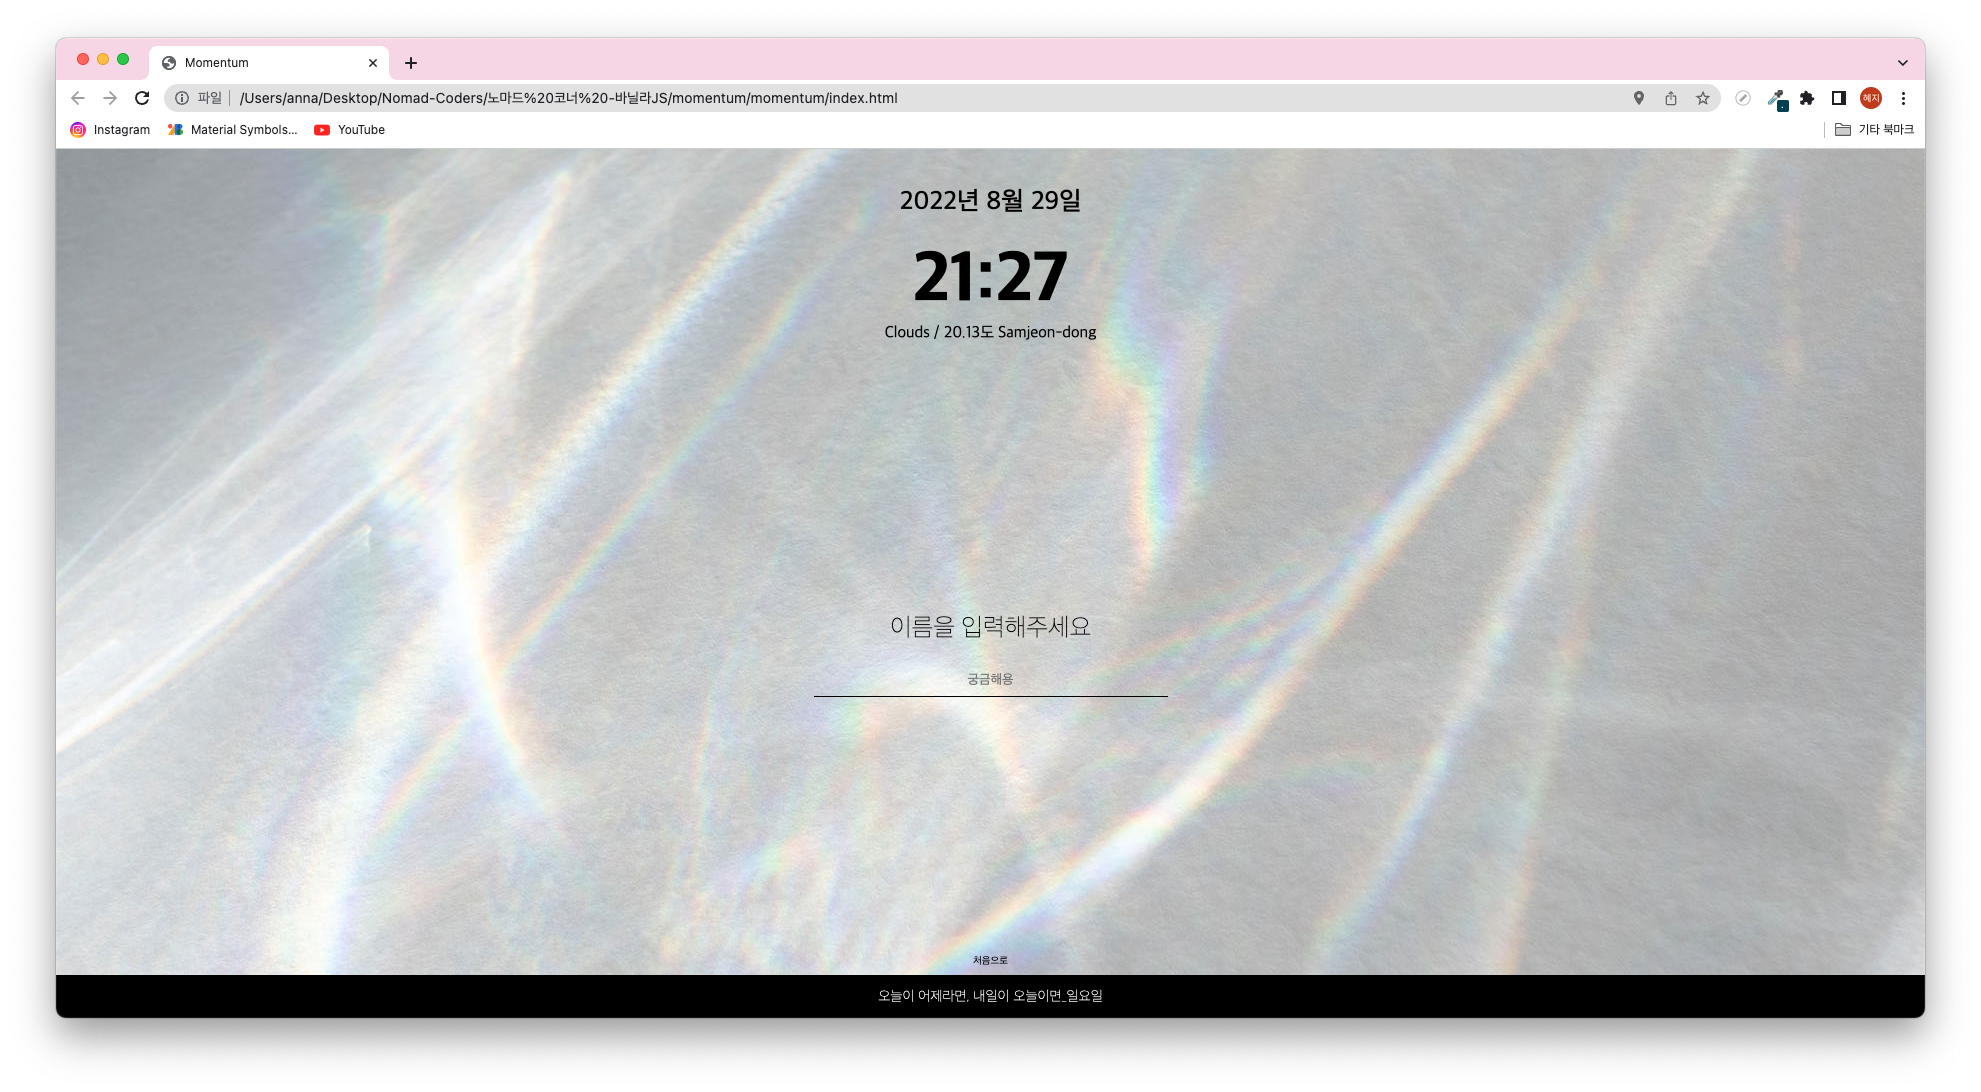 Momentum
파일 /Users/anna/Desktop/Nomad-Coders/노마드%20코너%20-바닐라JS/momentum/momentum/index.html
혜지
Instagram Material Symbols... YouTube 기타 북마크
2022년 8월 29일
21:27
Clouds / 20.13도 Samjeon-dong
이름을 입력해주세요
궁금해용
처음으로
오늘이 어제라면, 내일이 오늘이면_일요일